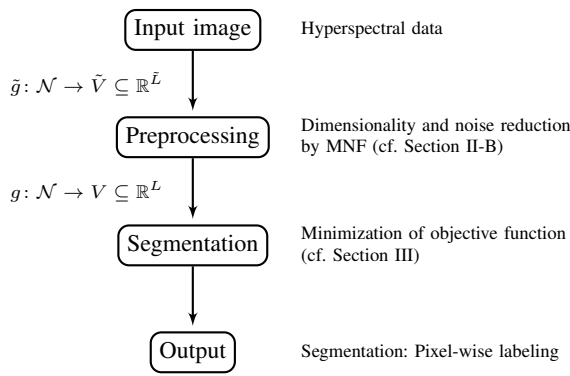 Input image
Hyperspectral data
g̃: 𝒩 → Ṽ ⊆ ℝ^L̃
Preprocessing
Dimensionality and noise reduction
by MNF (cf. Section II-B)
g: 𝒩 → V ⊆ ℝ^L
Segmentation
Minimization of objective function
(cf. Section III)
Output
Segmentation: Pixel-wise labeling